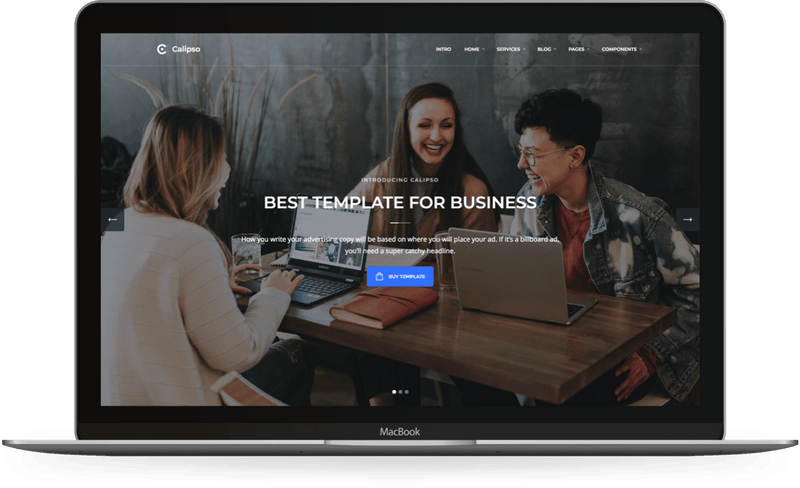 Calipso
INTRO HOME SERVICES BLOG PAGES COMPONENTS
INTRODUCING CALIPSO
BEST TEMPLATE FOR BUSINESS
How you write your advertising copy will be based on where you will place your ad. If it's a billboard ad,
you'll need a super catchy headline.
BUY TEMPLATE
MacBook